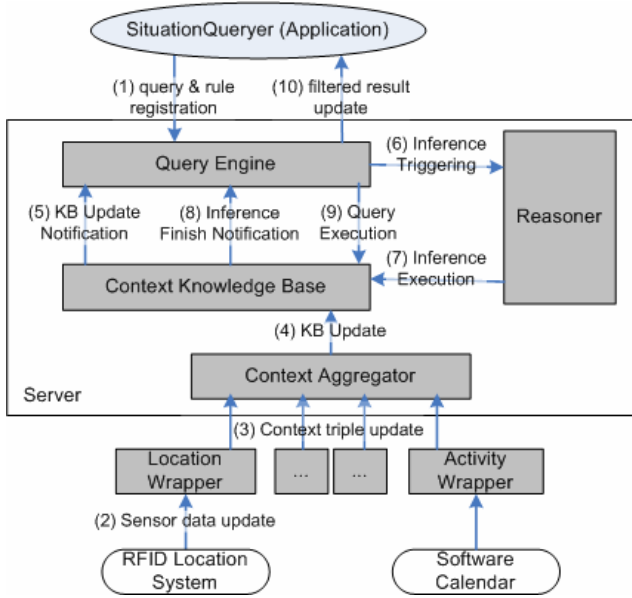 SituationQueryer (Application)
(1) query & rule
registration
(10) filtered result
update
Query Engine
(6) Inference
Triggering
Reasoner
(5) KB Update
Notification
(8) Inference
Finish Notification
(9) Query
Execution
(7) Inference
Execution
Context Knowledge Base
(4) KB Update
Context Aggregator
Server
(3) Context triple update
Location
Wrapper
...
...
Activity
Wrapper
(2) Sensor data update
RFID Location
System
Software
Calendar